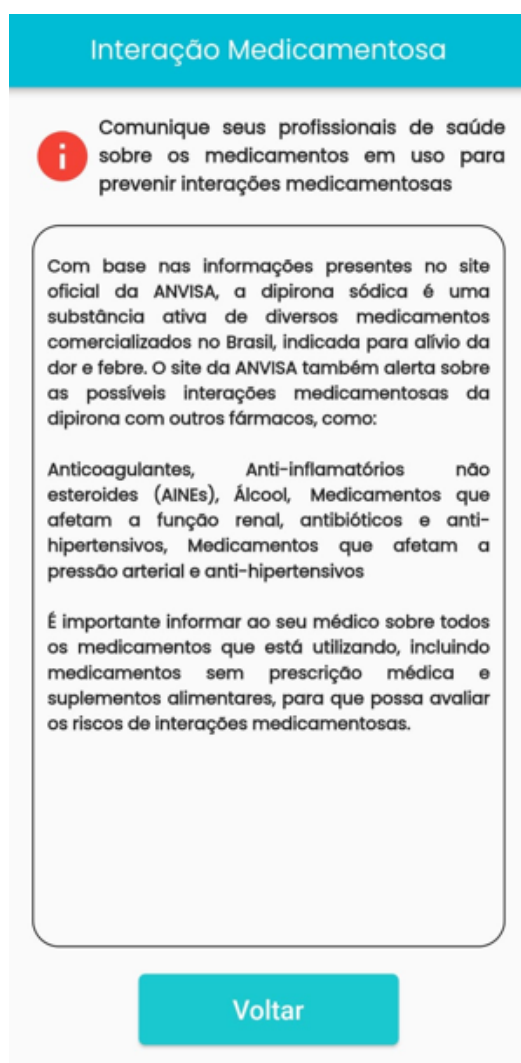 Interação Medicamentosa
Comunique seus profissionais de saúde
sobre os medicamentos em uso para
prevenir interações medicamentosas
Com base nas informações presentes no site
oficial da ANVISA, a dipirona sódica é uma
substância ativa de diversos medicamentos
comercializados no Brasil, indicada para alívio da
dor e febre. O site da ANVISA também alerta sobre
as possíveis interações medicamentosas da
dipirona com outros fármacos, como:
Anticoagulantes, Anti-inflamatórios não
esteroides (AINEs), Álcool, Medicamentos que
afetam a função renal, antibióticos e anti-
hipertensivos, Medicamentos que afetam a
pressão arterial e anti-hipertensivos
É importante informar ao seu médico sobre todos
os medicamentos que está utilizando, incluindo
medicamentos sem prescrição médica e
suplementos alimentares, para que possa avaliar
os riscos de interações medicamentosas.
Voltar